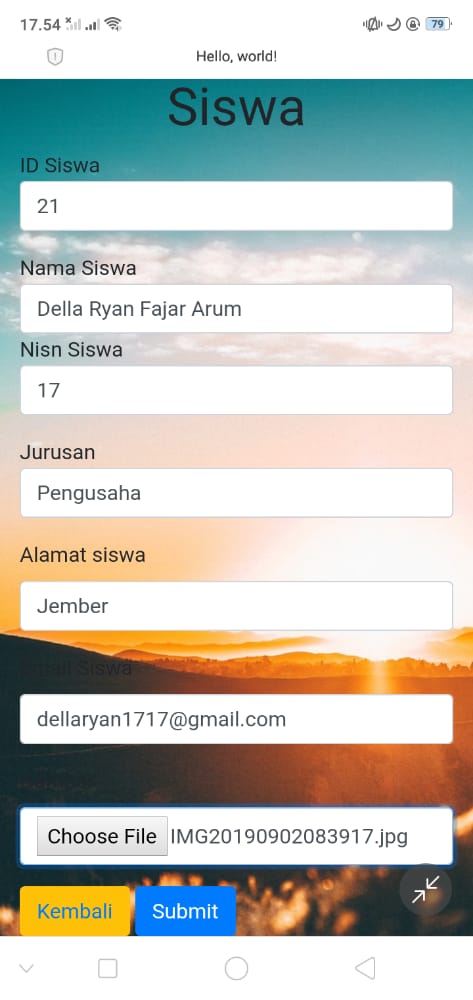 17.54
79
Hello, world!
Siswa
ID Siswa
21
Nama Siswa
Della Ryan Fajar Arum
Nisn Siswa
17
Jurusan
Pengusaha
Alamat siswa
Jember
Email Siswa
dellaryan1717@gmail.com
Choose File IMG20190902083917.jpg
Kembali Submit